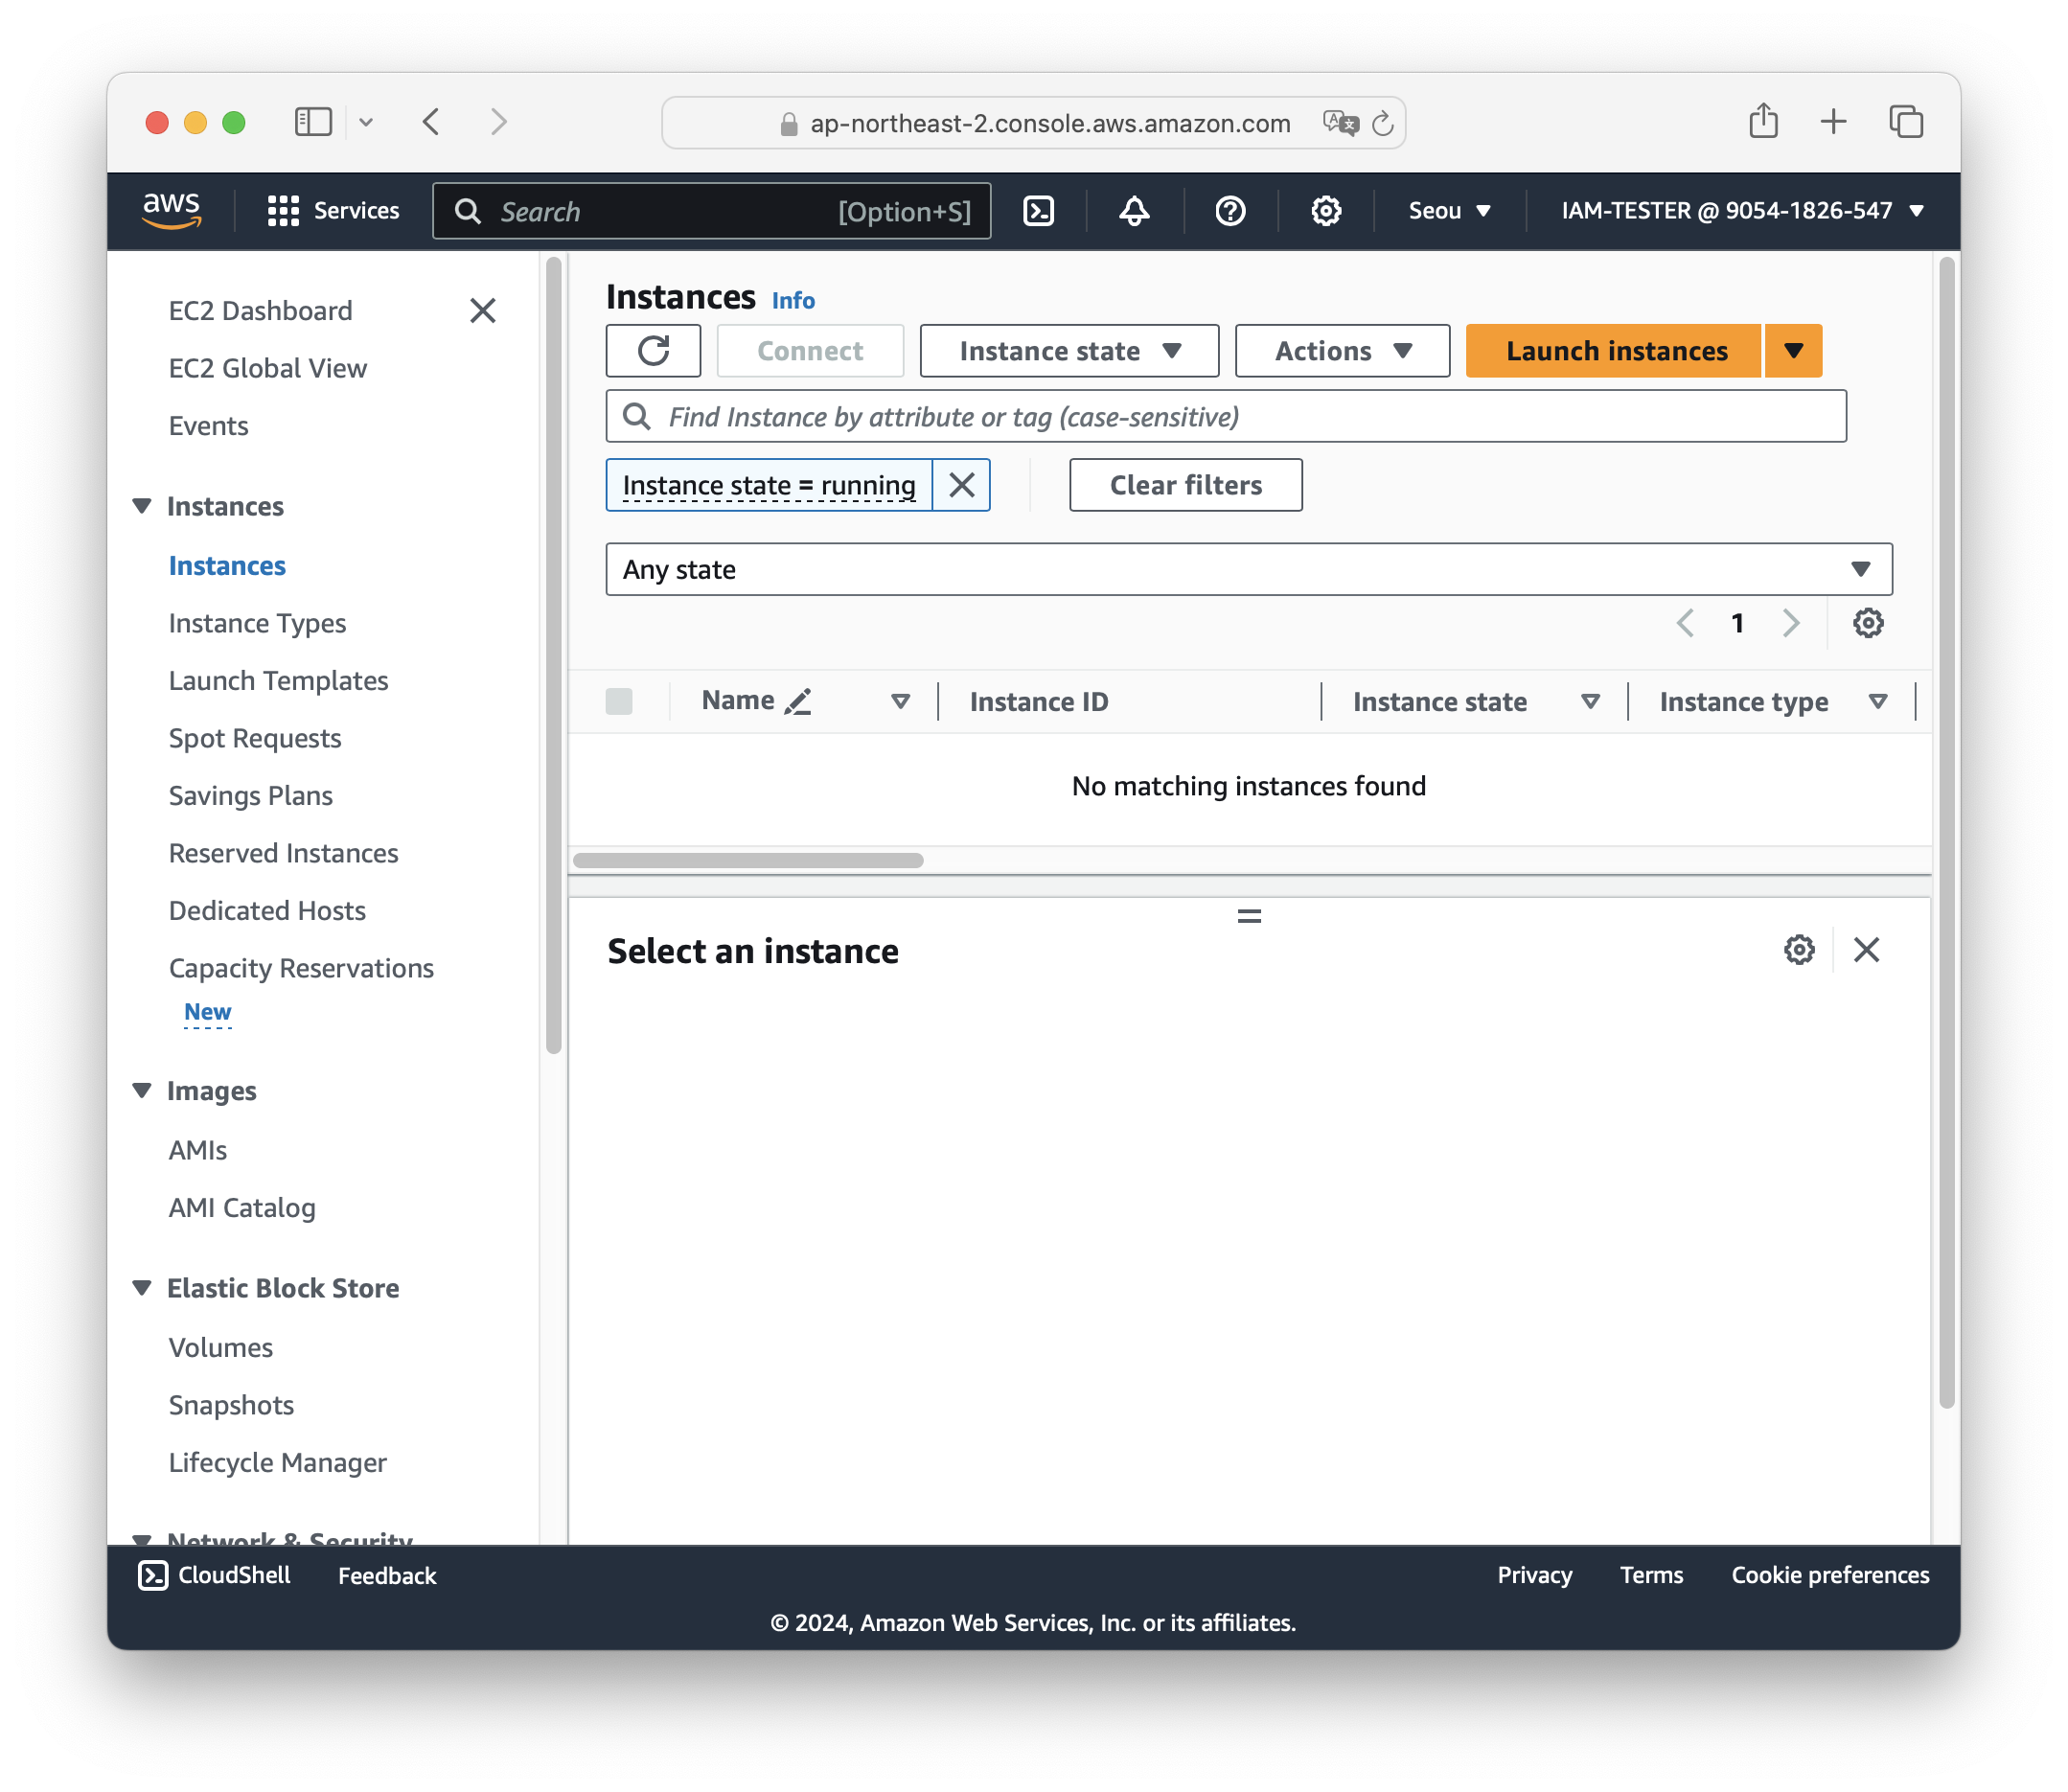 ap-northeast-2.console.aws.amazon.com
aws
Services
Search
[Option+S]
Seou
IAM-TESTER @ 9054-1826-547
EC2 Dashboard
EC2 Global View
Events
Instances
Instances
Instance Types
Launch Templates
Spot Requests
Savings Plans
Reserved Instances
Dedicated Hosts
Capacity Reservations
New
Images
AMIs
AMI Catalog
Elastic Block Store
Volumes
Snapshots
Lifecycle Manager
Network & Security
Instances Info
Connect
Instance state
Actions
Launch instances
Find Instance by attribute or tag (case-sensitive)
Instance state = running
Clear filters
Any state
1
Name
Instance ID
Instance state
Instance type
No matching instances found
Select an instance
CloudShell
Feedback
Privacy
Terms
Cookie preferences
© 2024, Amazon Web Services, Inc. or its affiliates.